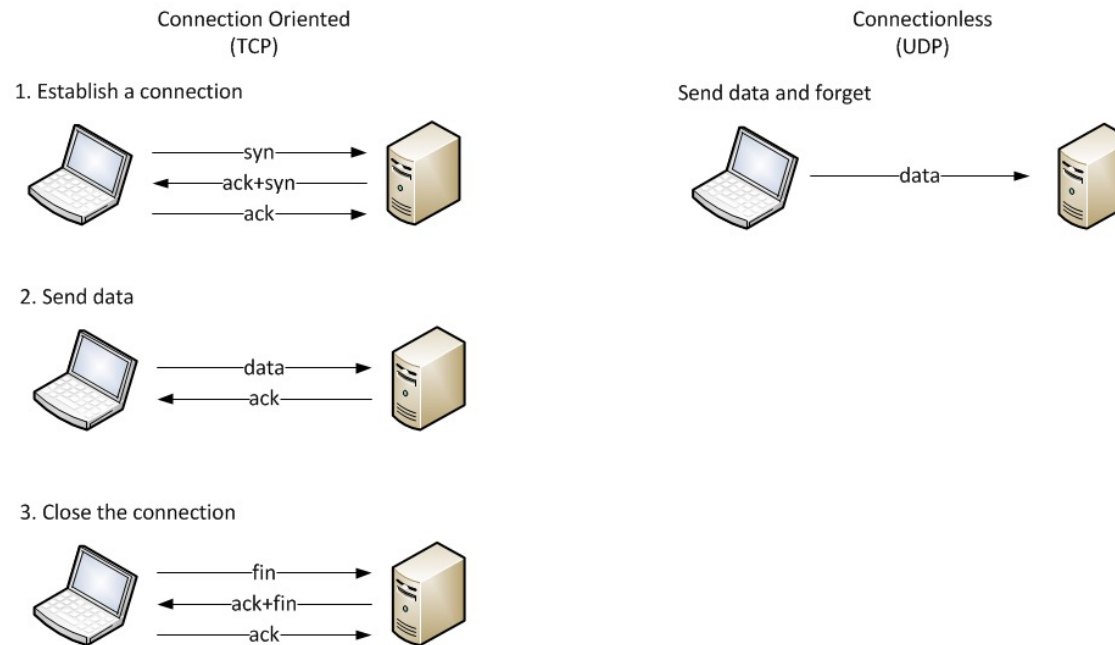 Connection Oriented
(TCP)
1. Establish a connection
syn
ack+syn
ack
2. Send data
data
ack
3. Close the connection
fin
ack+fin
ack
Connectionless
(UDP)
Send data and forget
data